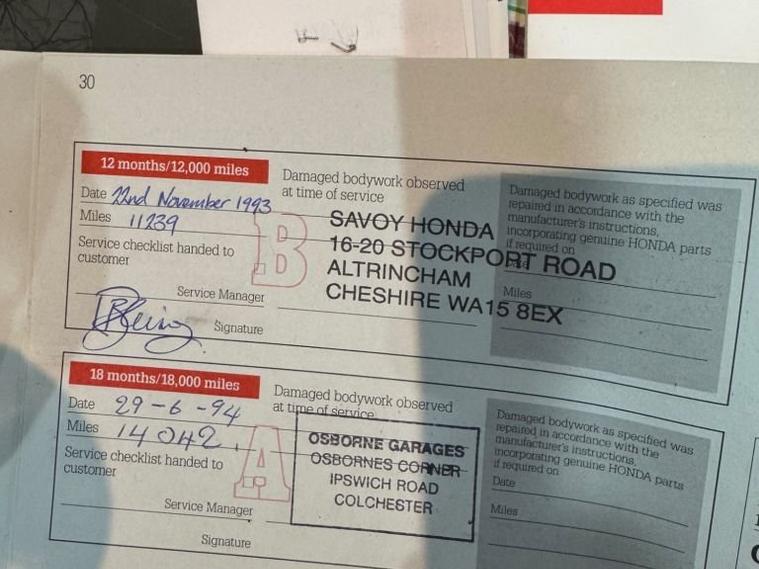 30
12 months/12,000 miles
Date 22nd November 1993
Miles 11239
Service checklist handed to
customer
Service Manager
Signature
Damaged bodywork observed
at time of service
B
SAVOY HONDA
16-20 STOCKPORT ROAD
ALTRINCHAM
CHESHIRE WA15 8EX
Damaged bodywork as specified was
repaired in accordance with the
manufacturer's instructions,
incorporating genuine HONDA parts
if required on
Date
Miles
18 months/18,000 miles
Date 29-6-94
Miles 14042
Service checklist handed to
customer
Service Manager
Signature
Damaged bodywork observed
at time of service
A
OSBORNE GARAGES
OSBORNES CORNER
IPSWICH ROAD
COLCHESTER
Damaged bodywork as specified was
repaired in accordance with the
manufacturer's instructions,
incorporating genuine HONDA parts
if required on
Date
Miles